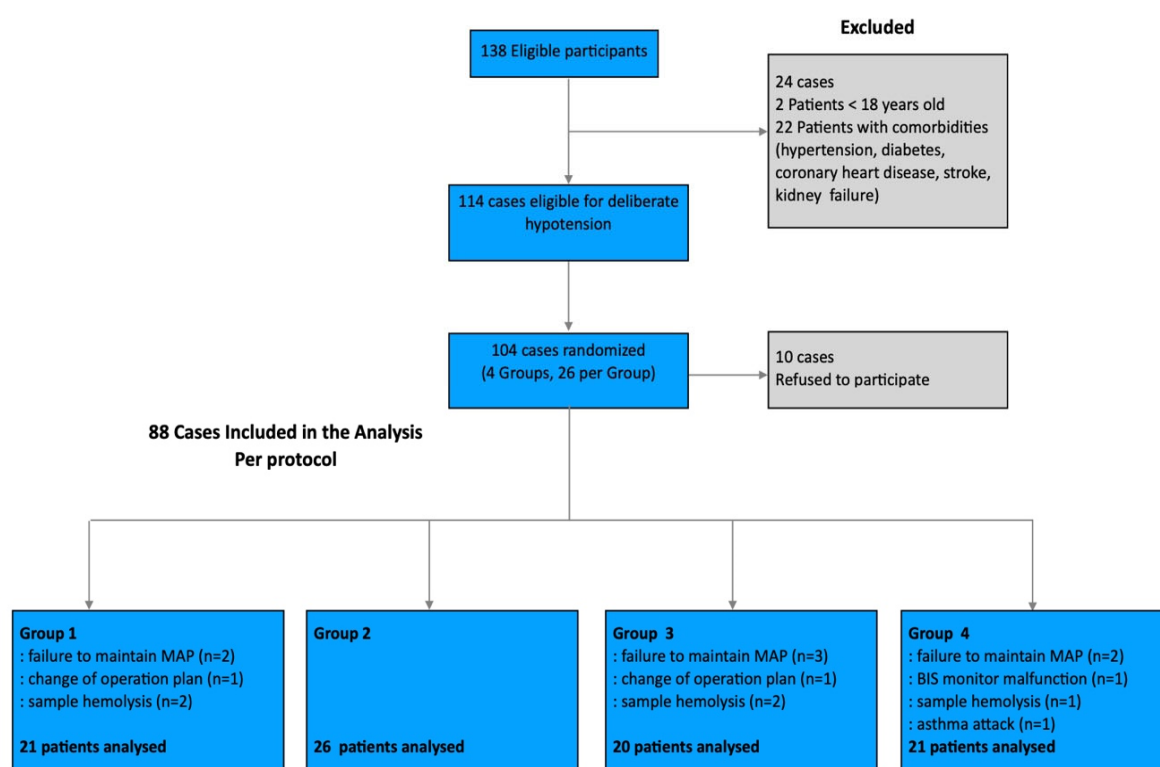 138 Eligible participants
Excluded
24 cases
2 Patients < 18 years old
22 Patients with comorbidities
(hypertension, diabetes,
coronary heart disease, stroke,
kidney failure)
114 cases eligible for deliberate
hypotension
104 cases randomized
(4 Groups, 26 per Group)
10 cases
Refused to participate
88 Cases Included in the Analysis
Per protocol
Group 1
: failure to maintain MAP (n=2)
: change of operation plan (n=1)
: sample hemolysis (n=2)
21 patients analysed
Group 2
26 patients analysed
Group 3
: failure to maintain MAP (n=3)
: change of operation plan (n=1)
: sample hemolysis (n=2)
20 patients analysed
Group 4
: failure to maintain MAP (n=2)
: BIS monitor malfunction (n=1)
: sample hemolysis (n=1)
: asthma attack (n=1)
21 patients analysed